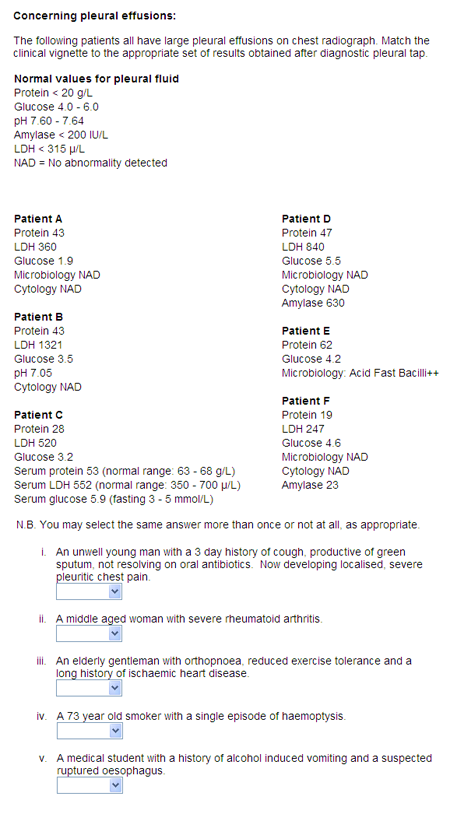 Concerning pleural effusions:
The following patients all have large pleural effusions on chest radiograph. Match the
clinical vignette to the appropriate set of results obtained after diagnostic pleural tap.
Normal values for pleural fluid
Protein < 20 g/L
Glucose 4.0 - 6.0
pH 7.60 - 7.64
Amylase < 200 IU/L
LDH < 315 µ/L
NAD = No abnormality detected
Patient A
Protein 43
LDH 360
Glucose 1.9
Microbiology NAD
Cytology NAD
Patient B
Protein 43
LDH 1321
Glucose 3.5
pH 7.05
Cytology NAD
Patient C
Protein 28
LDH 520
Glucose 3.2
Serum protein 53 (normal range: 63 - 68 g/L)
Serum LDH 552 (normal range: 350 - 700 µ/L)
Serum glucose 5.9 (fasting 3 - 5 mmol/L)
Patient D
Protein 47
LDH 840
Glucose 5.5
Microbiology NAD
Cytology NAD
Amylase 630
Patient E
Protein 62
Glucose 4.2
Microbiology: Acid Fast Bacilli++
Patient F
Protein 19
LDH 247
Glucose 4.6
Microbiology NAD
Cytology NAD
Amylase 23
N.B. You may select the same answer more than once or not at all, as appropriate.
i. An unwell young man with a 3 day history of cough, productive of green
sputum, not resolving on oral antibiotics. Now developing localised, severe
pleuritic chest pain.
ii. A middle aged woman with severe rheumatoid arthritis.
iii. An elderly gentleman with orthopnoea, reduced exercise tolerance and a
long history of ischaemic heart disease.
iv. A 73 year old smoker with a single episode of haemoptysis.
v. A medical student with a history of alcohol induced vomiting and a suspected
ruptured oesophagus.